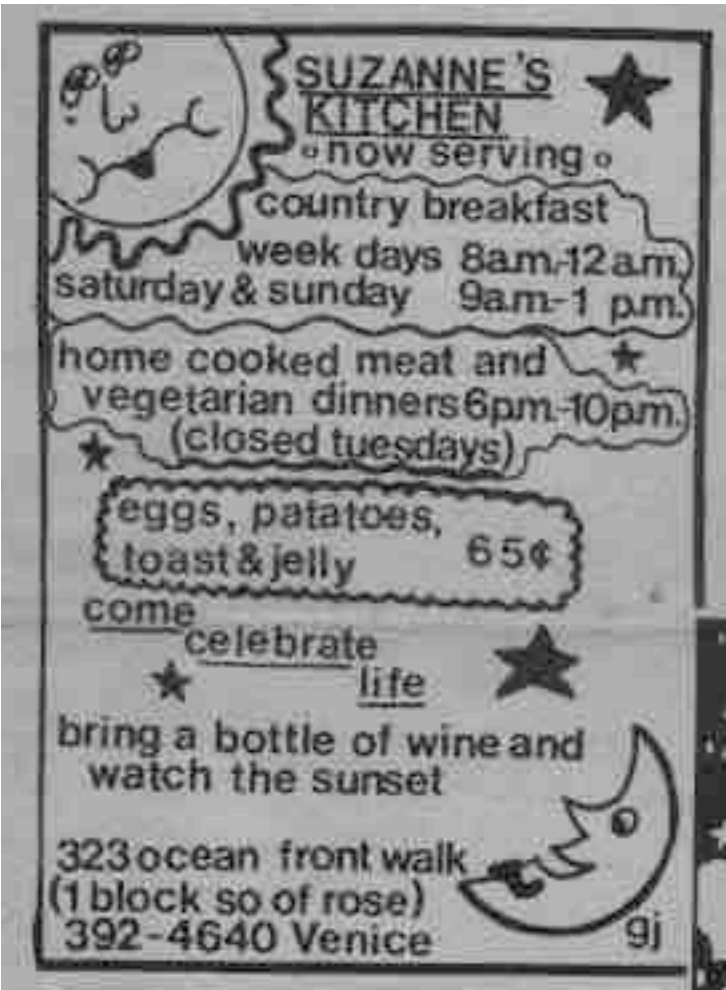 SUZANNE'S
KITCHEN
now serving
country breakfast
week days 8a.m.-12 a.m.
saturday & sunday 9a.m.-1 p.m.
home cooked meat and
vegetarian dinners 6p.m.-10p.m.
(closed tuesdays)
eggs, patatoes,
toast & jelly 65¢
come
celebrate
life
bring a bottle of wine and
watch the sunset
323 ocean front walk
(1 block so of rose)
392-4640 Venice
gj